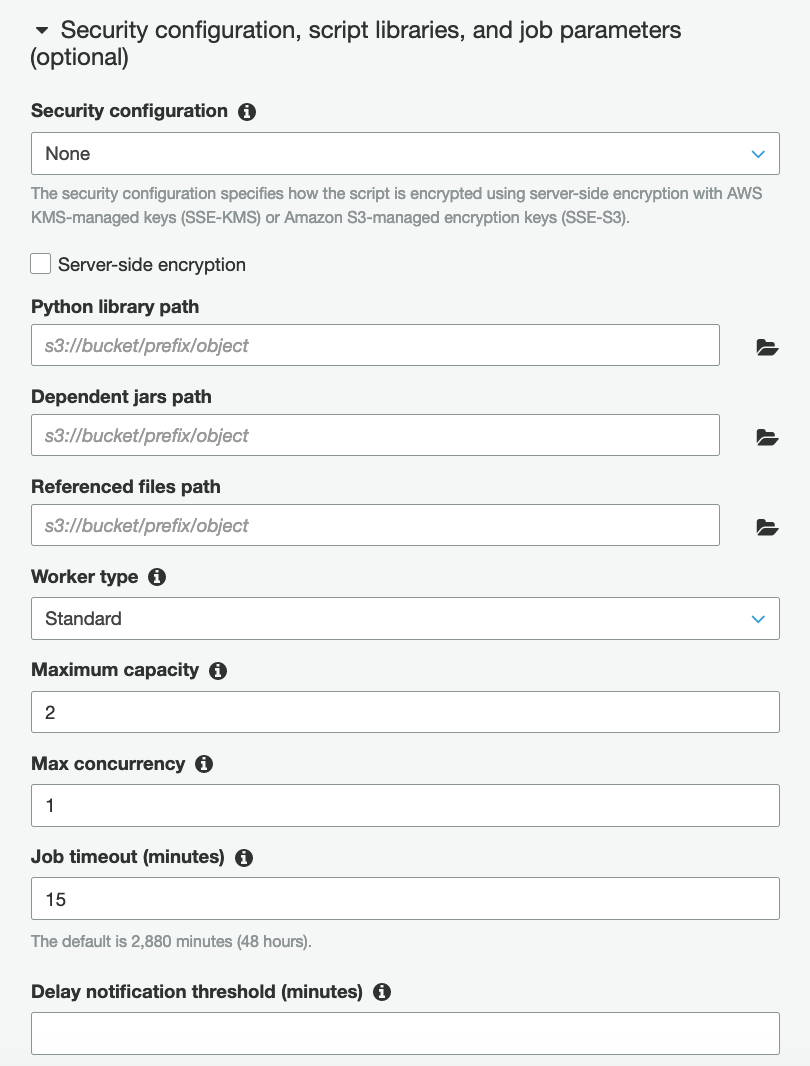 Security configuration, script libraries, and job parameters
(optional)
Security configuration
None
The security configuration specifies how the script is encrypted using server-side encryption with AWS
KMS-managed keys (SSE-KMS) or Amazon S3-managed encryption keys (SSE-S3).
Server-side encryption
Python library path
s3://bucket/prefix/object
Dependent jars path
s3://bucket/prefix/object
Referenced files path
s3://bucket/prefix/object
Worker type
Standard
Maximum capacity
2
Max concurrency
1
Job timeout (minutes)
15
The default is 2,880 minutes (48 hours).
Delay notification threshold (minutes)